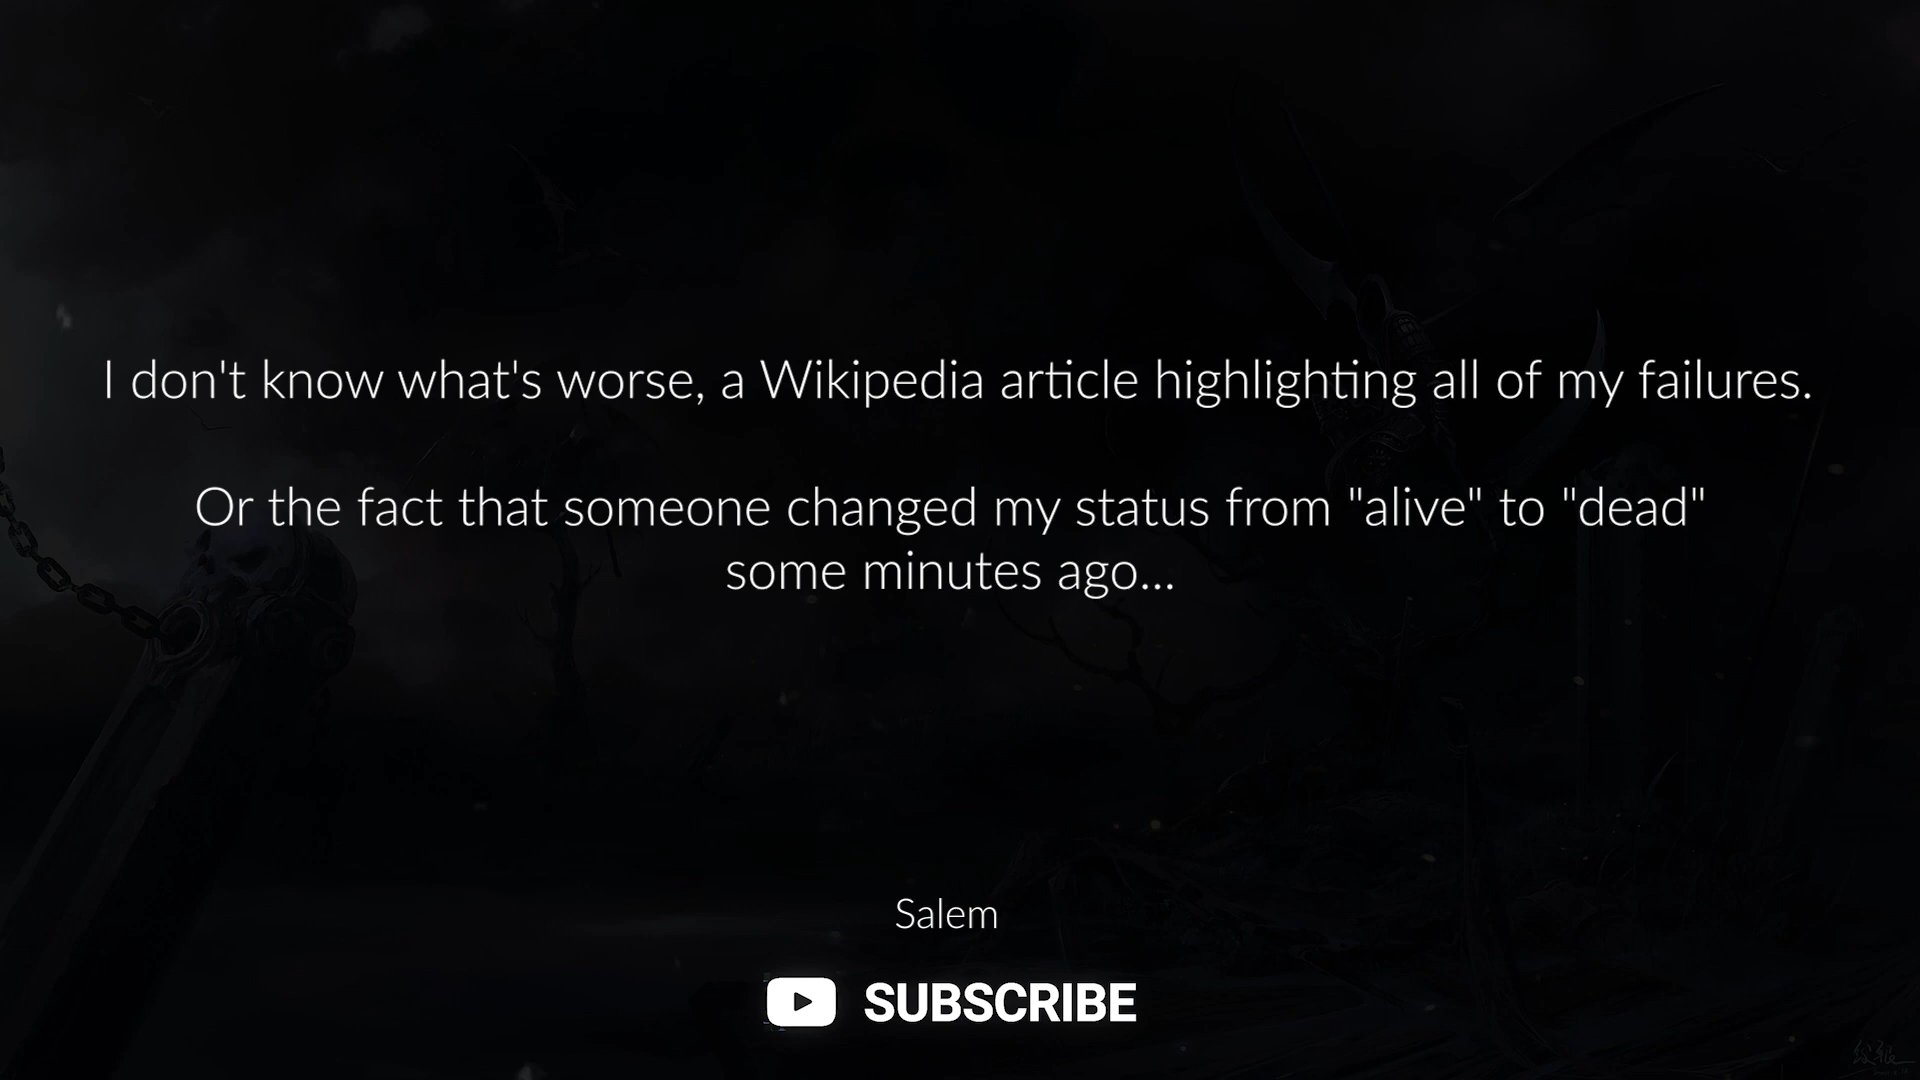 I don't know what's worse, a Wikipedia article highlighting all of my failures.
Or the fact that someone changed my status from "alive" to "dead"
some minutes ago...
Salem
SUBSCRIBE